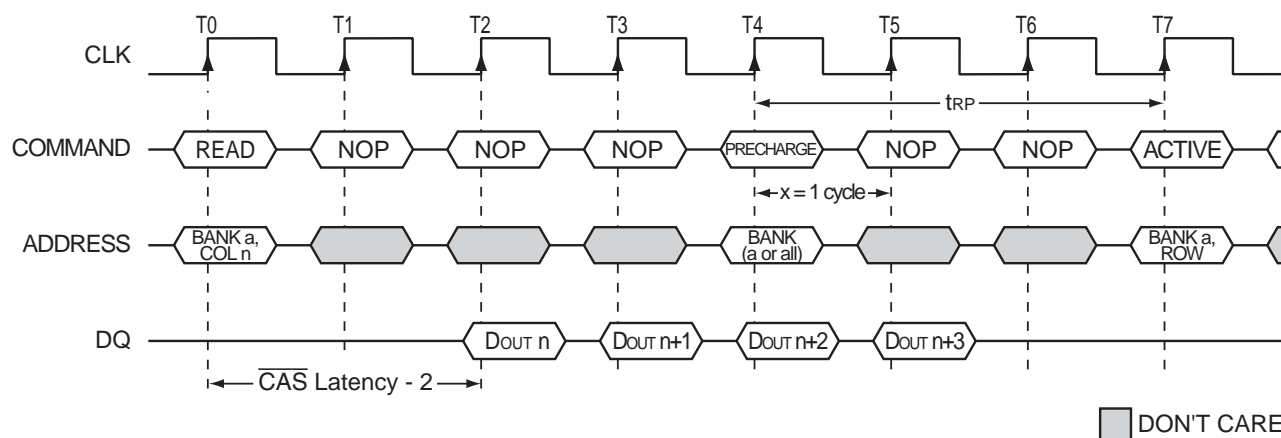 T0 T1 T2 T3 T4 T5 T6 T7
CLK
tRP
COMMAND READ NOP NOP NOP PRECHARGE NOP NOP ACTIVE
x = 1 cycle
ADDRESS BANK a, COL n BANK (a or all) BANK a, ROW
DQ DOUT n DOUT n+1 DOUT n+2 DOUT n+3
CAS Latency - 2
DON'T CARE